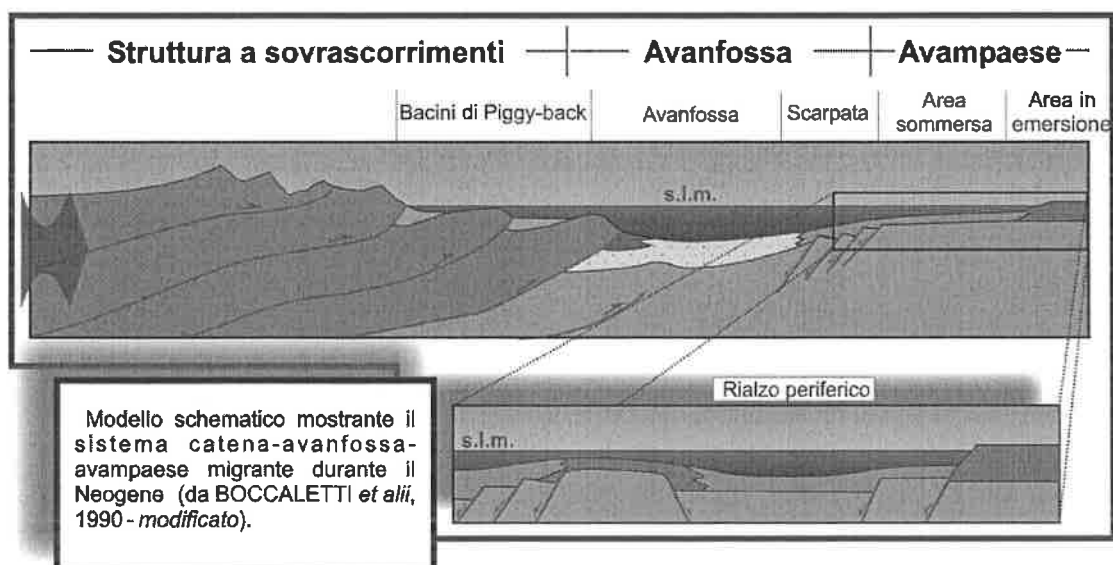 Struttura a sovrascorrimenti Avanfossa Avampaese
Bacini di Piggy-back Avanfossa Scarpata Area sommersa Area in emersione
s.l.m.
Rialzo periferico
s.l.m.
Modello schematico mostrante il
sistema catena-avanfossa-
avampaese migrante durante il
Neogene (da BOCCALETTI et alii,
1990 - modificato).